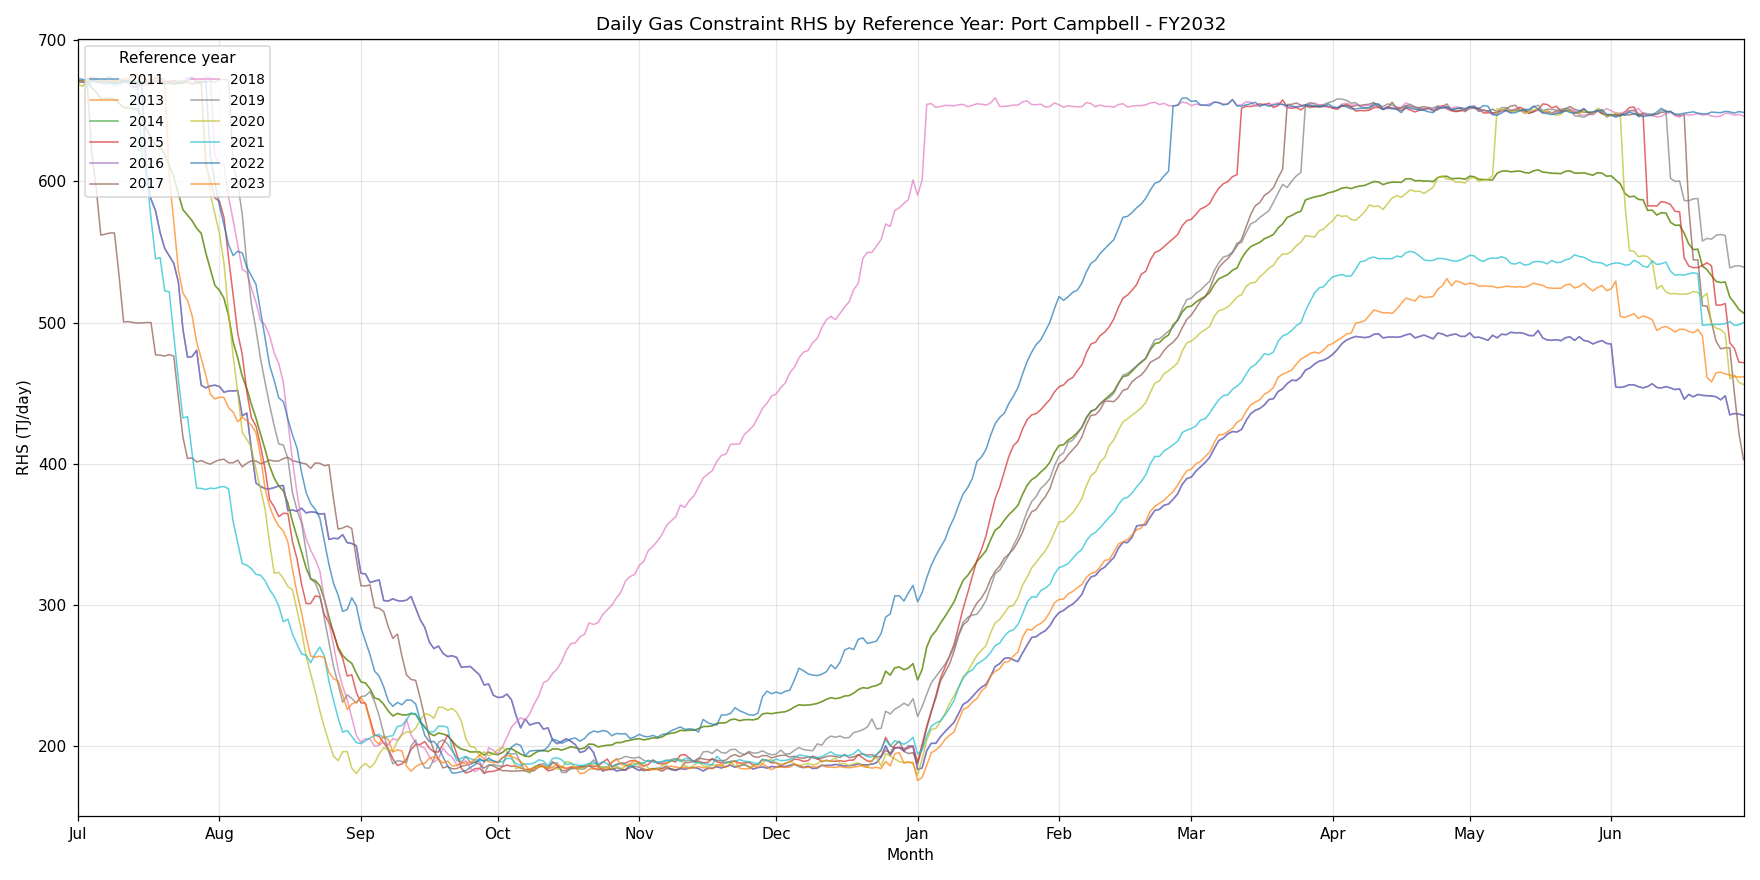 Daily Gas Constraint RHS by Reference Year: Port Campbell - FY2032
700
600
500
400
300
200
RHS (TJ/day)
Reference year
2011 2018
2013 2019
2014 2020
2015 2021
2016 2022
2017 2023
Jul Aug Sep Oct Nov Dec Jan Feb Mar Apr May Jun
Month